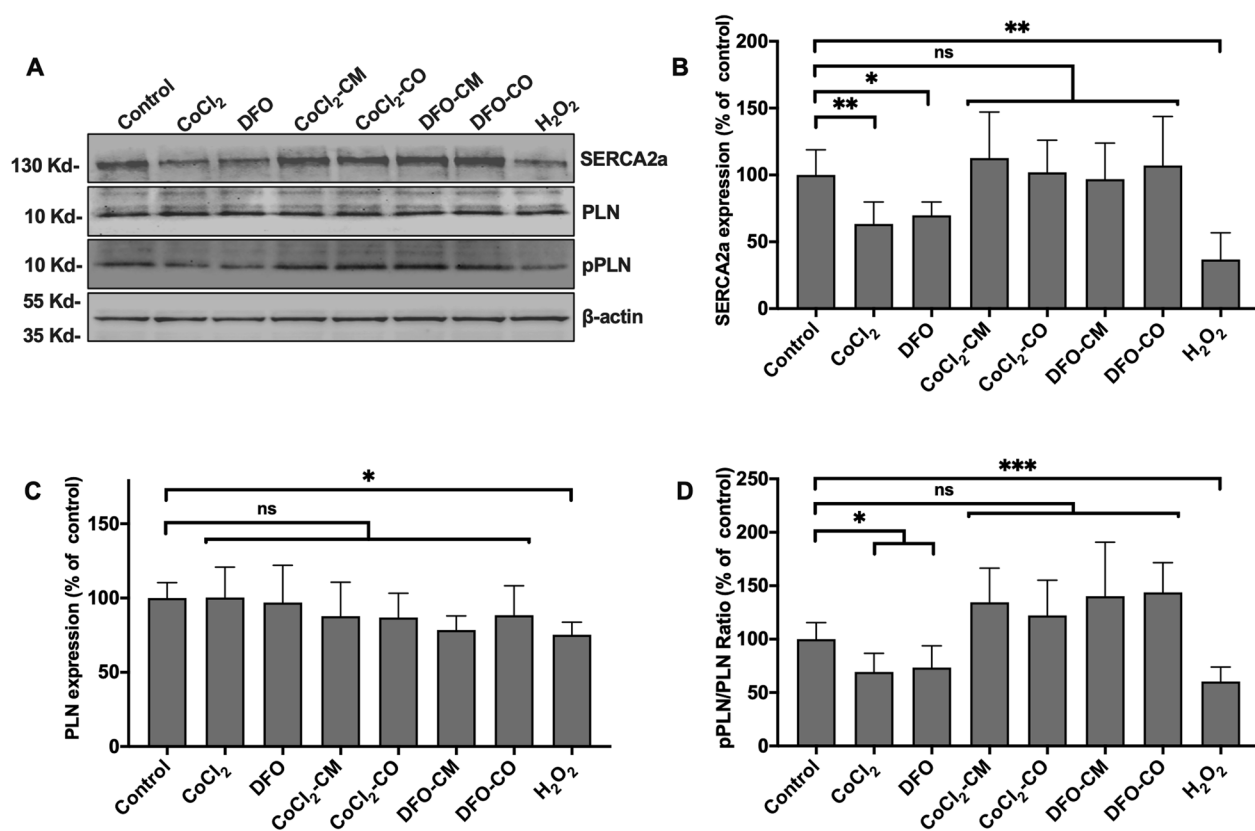 A
Control
CoCl2
DFO
CoCl2-CM
CoCl2-CO
DFO-CM
DFO-CO
H2O2
130 Kd-
SERCA2a
10 Kd-
PLN
10 Kd-
pPLN
55 Kd-
35 Kd-
β-actin
B
SERCA2a expression (% of control)
200
150
100
50
0
**
ns
*
**
Control
CoCl2
DFO
CoCl2-CM
CoCl2-CO
DFO-CM
DFO-CO
H2O2
C
PLN expression (% of control)
150
100
50
0
*
ns
Control
CoCl2
DFO
CoCl2-CM
CoCl2-CO
DFO-CM
DFO-CO
H2O2
D
pPLN/PLN Ratio (% of control)
250
200
150
100
50
0
***
ns
*
Control
CoCl2
DFO
CoCl2-CM
CoCl2-CO
DFO-CM
DFO-CO
H2O2